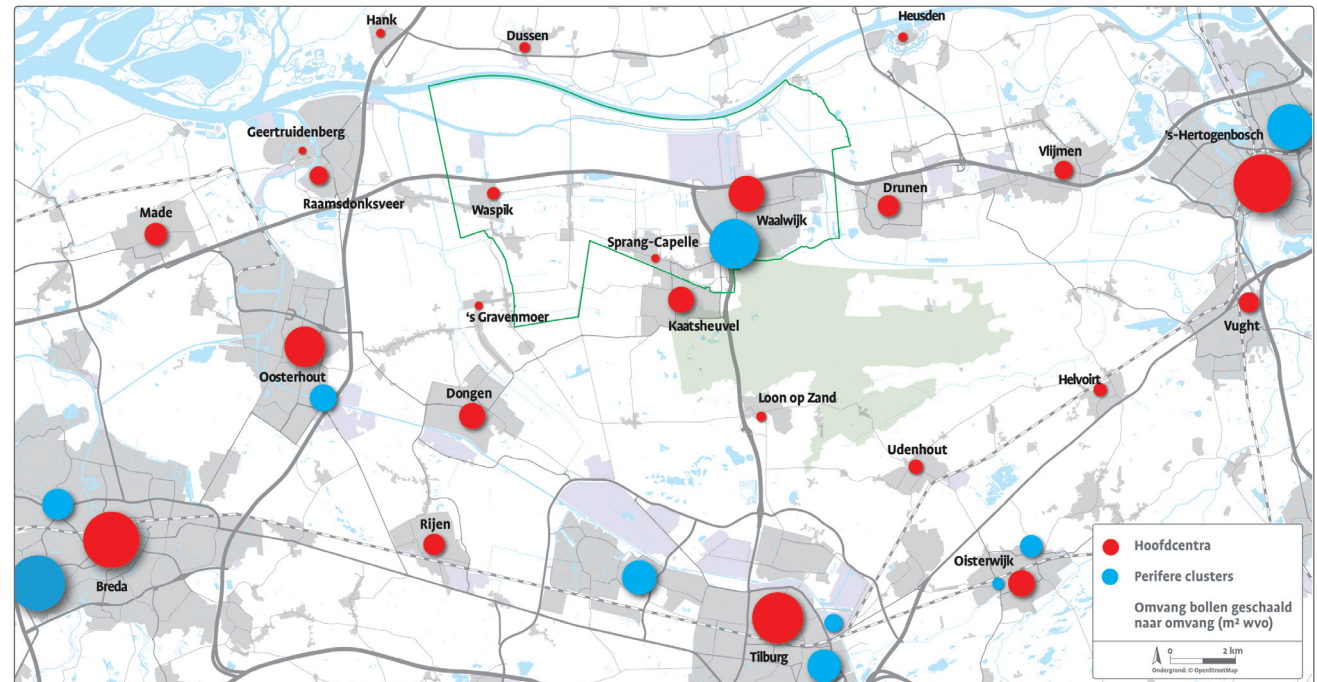 Hank
Heusden
Dussen
Geertruidenberg
's-Hertogenbosch
Vlijmen
Drunen
Raamsdonksveer
Waspik
Waalwijk
Made
Sprang-Capelle
's Gravenmoer
Kaatsheuvel
Vught
Oosterhout
Helvoirt
Dongen
Loon op Zand
Udenhout
Rijen
Oisterwijk
Breda
Tilburg
Hoofdcentra
Perifere clusters
Omvang bollen geschaald
naar omvang (m² wvo)
0 2 km
Ondergrond: © OpenStreetMap